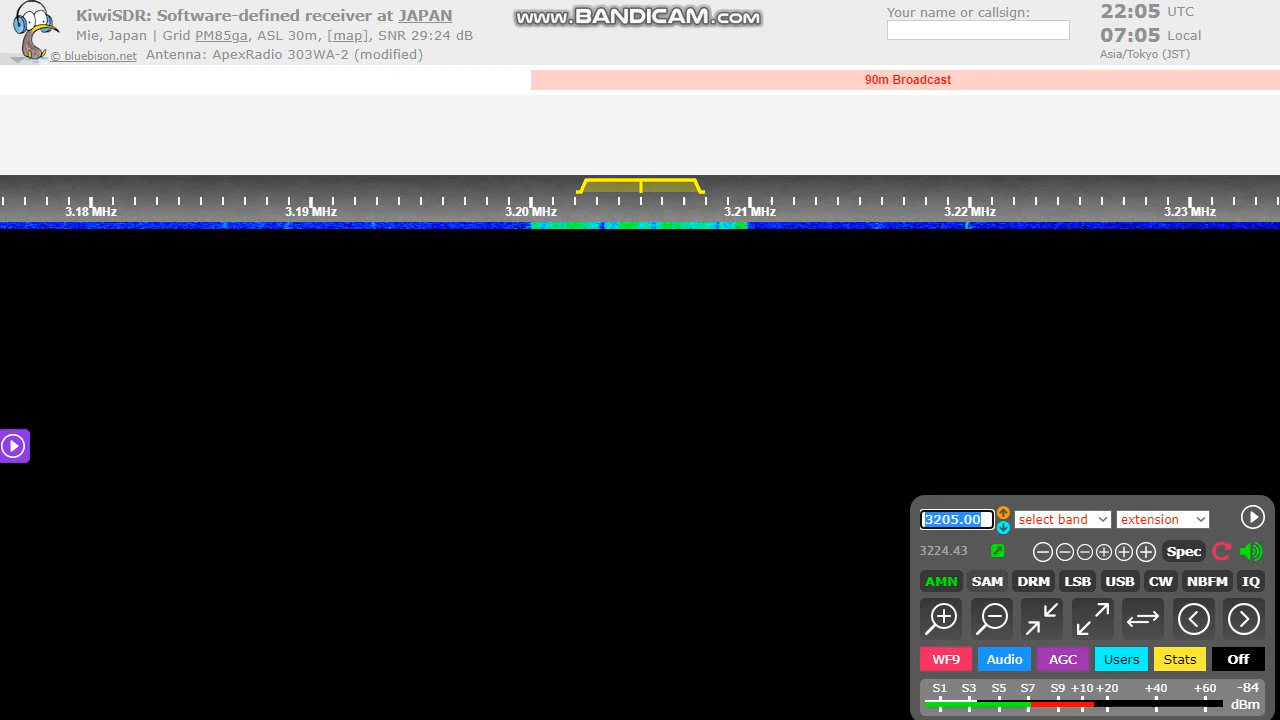 KiwiSDR: Software-defined receiver at JAPAN
Mie, Japan | Grid PM85ga, ASL 30m, [map], SNR 29:24 dB
© bluebison.net Antenna: ApexRadio 303WA-2 (modified)
www.BANDICAM.com
Your name or callsign:
22:05 UTC
07:05 Local
Asia/Tokyo (JST)
90m Broadcast
3.18 MHz 3.19 MHz 3.20 MHz 3.21 MHz 3.22 MHz 3.23 MHz
3205.00 select band extension
3224.43 Spec
AMN SAM DRM LSB USB CW NBFM IQ
WF9 Audio AGC Users Stats Off
S1 S3 S5 S7 S9 +10 +20 +40 +60 -84
dBm